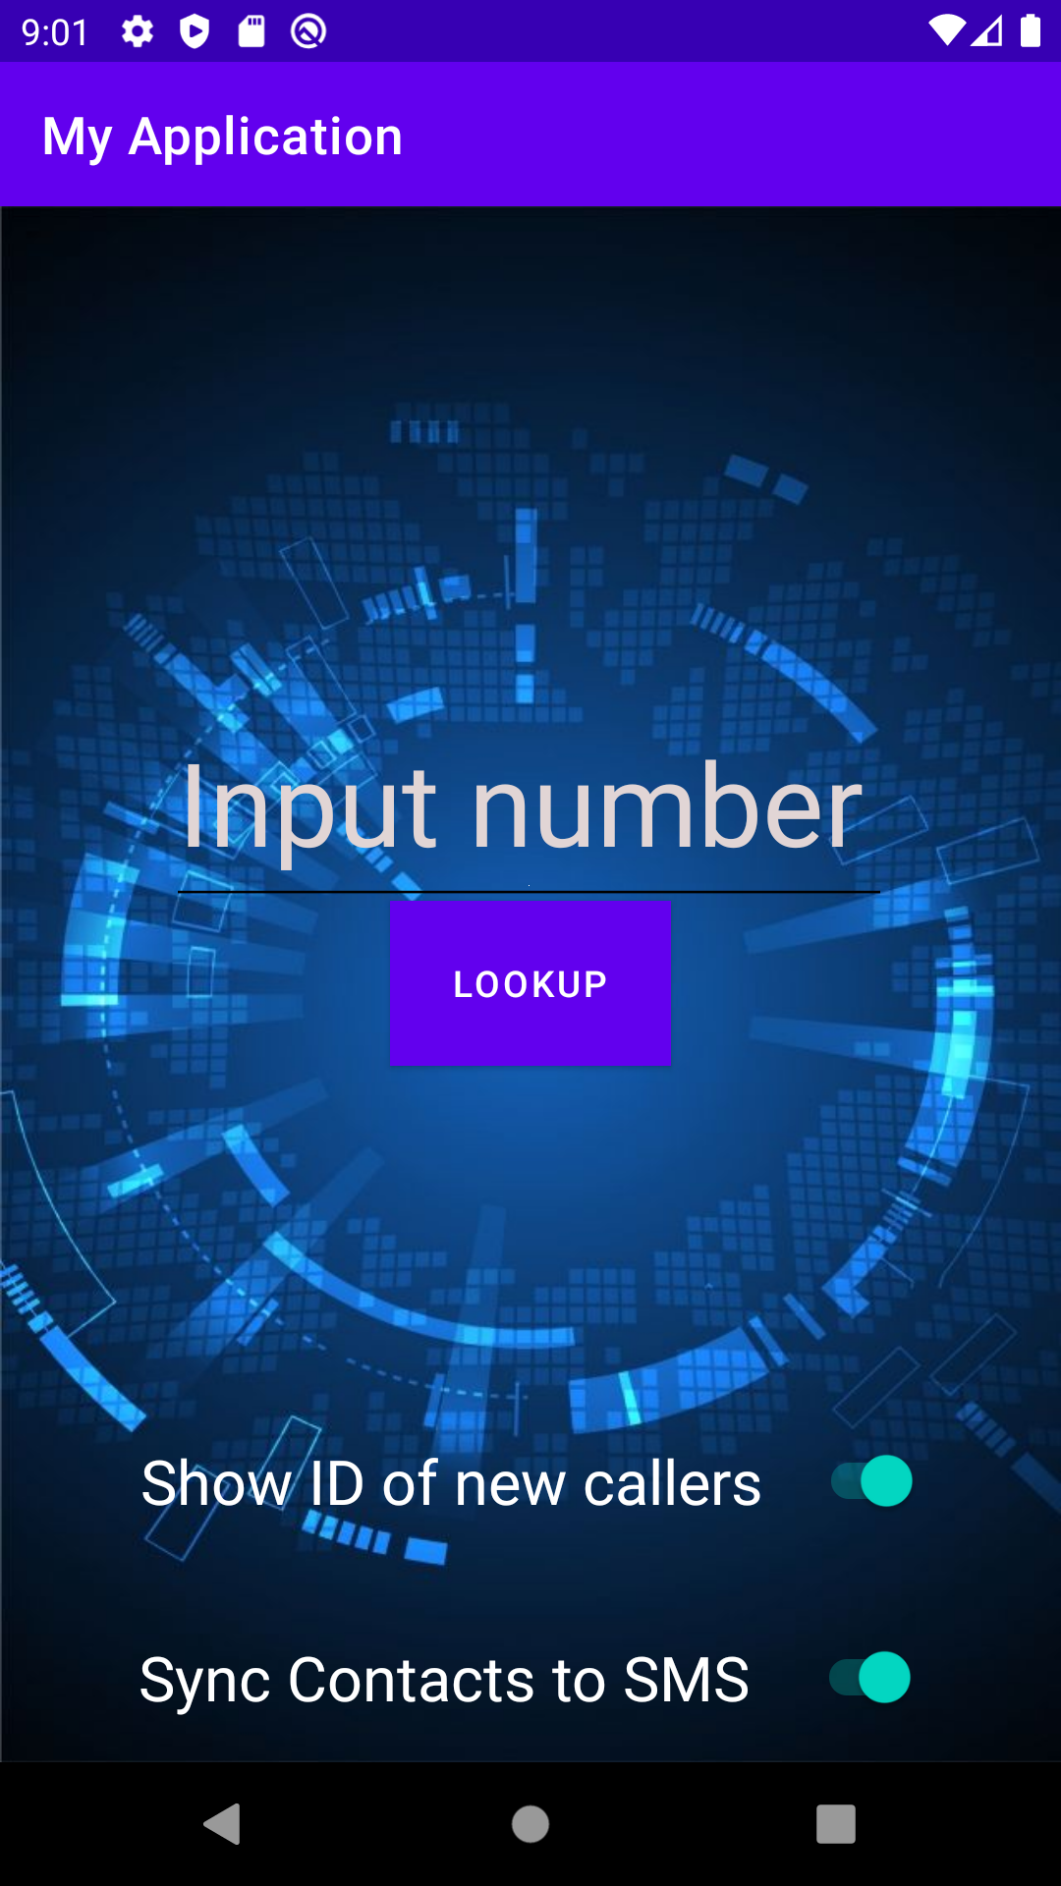 9:01
My Application
Input number
LOOKUP
Show ID of new callers
Sync Contacts to SMS